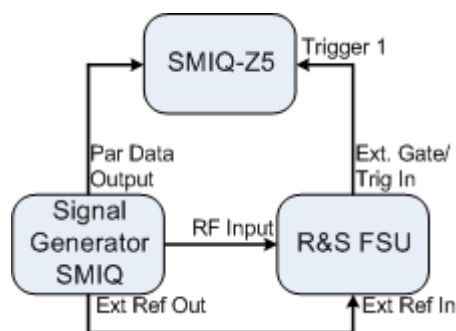 SMIQ-Z5
Trigger 1
Par Data
Output
Ext. Gate/
Trig In
Signal
Generator
SMIQ
RF Input
R&S FSU
Ext Ref Out
Ext Ref In